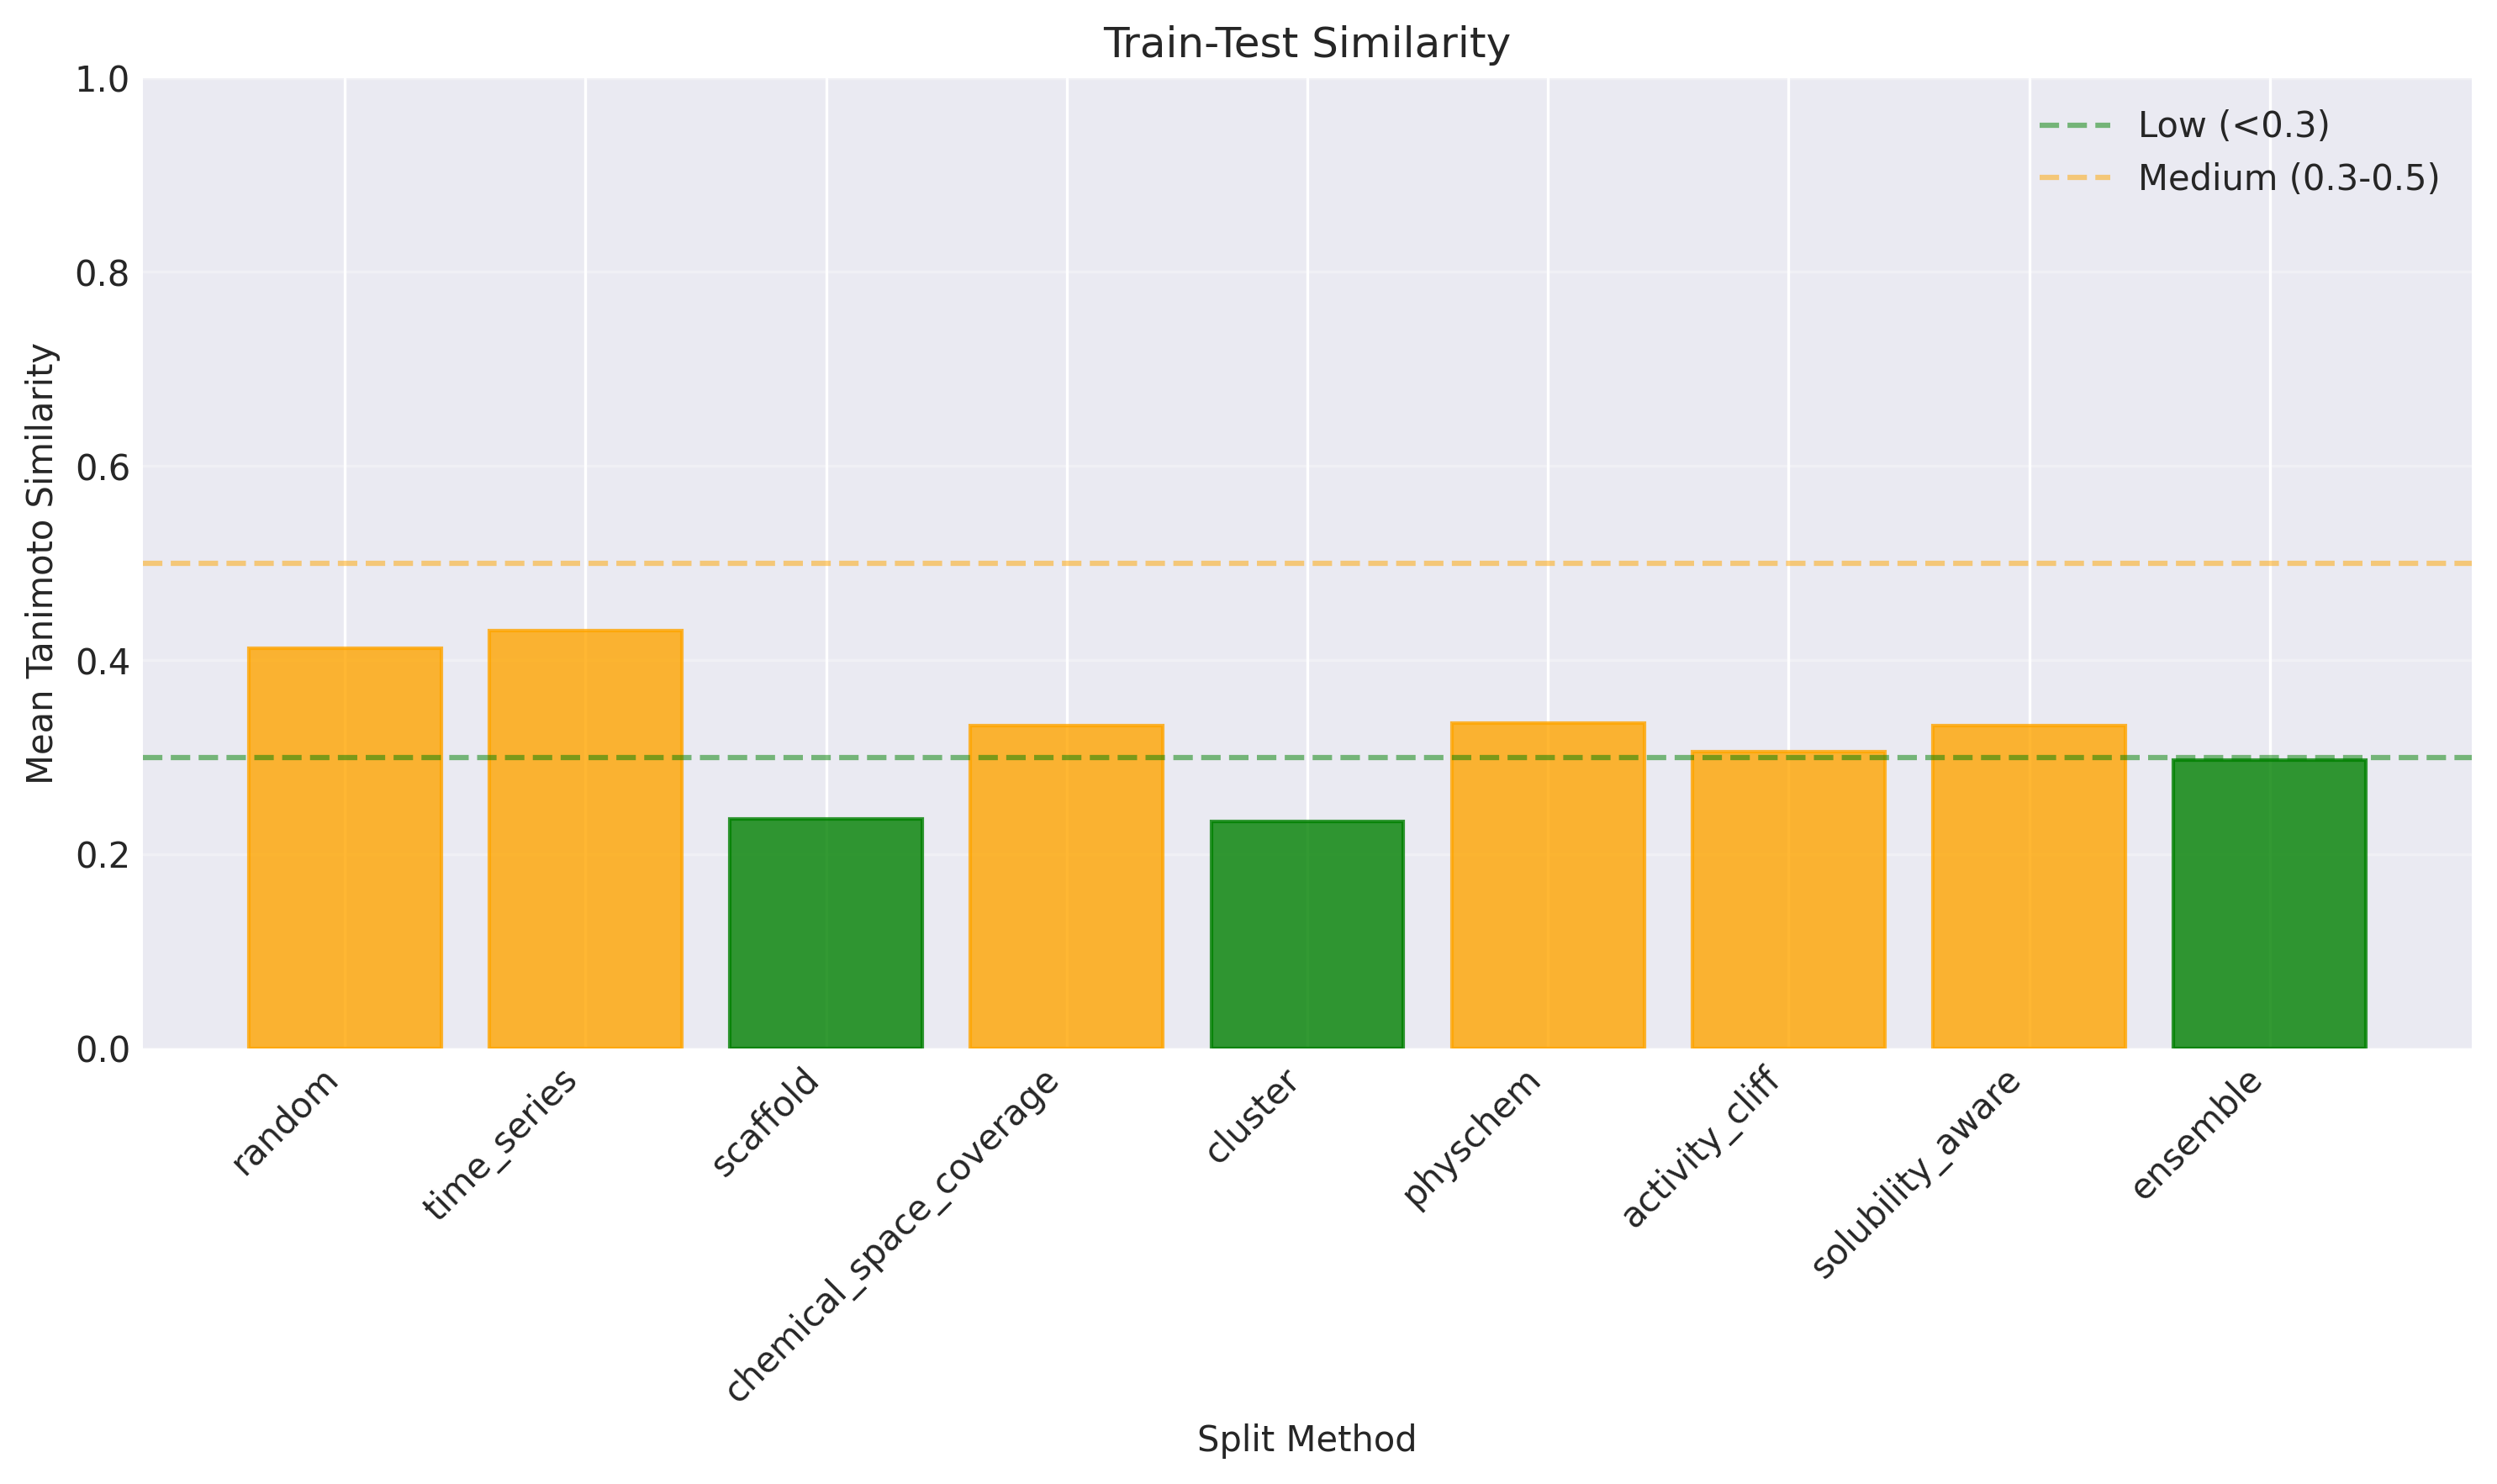 Train-Test Similarity
1.0
0.8
0.6
0.4
0.2
0.0
Mean Tanimoto Similarity
Low (<0.3)
Medium (0.3-0.5)
random
time_series
scaffold
chemical_space_coverage
cluster
physchem
activity_cliff
solubility_aware
ensemble
Split Method